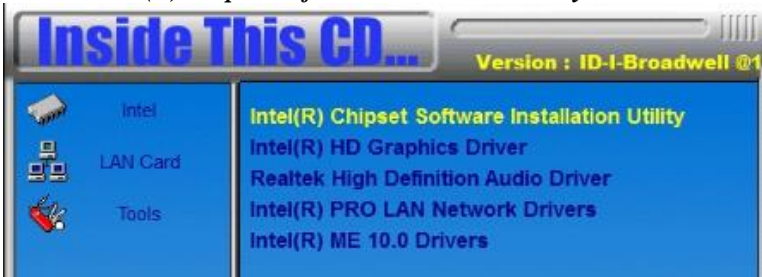 Inside This CD...
Version : ID-I-Broadwell @1
Intel
LAN Card
Tools
Intel(R) Chipset Software Installation Utility
Intel(R) HD Graphics Driver
Realtek High Definition Audio Driver
Intel(R) PRO LAN Network Drivers
Intel(R) ME 10.0 Drivers